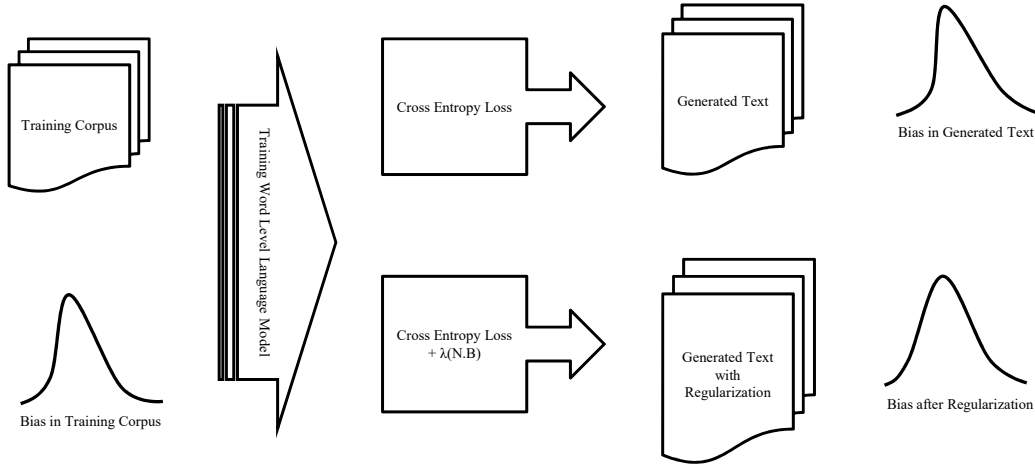 Training Corpus
Bias in Training Corpus
Training Word Level Language Model
Cross Entropy Loss
Generated Text
Bias in Generated Text
Cross Entropy Loss
+ λ(N.B)
Generated Text
with
Regularization
Bias after Regularization